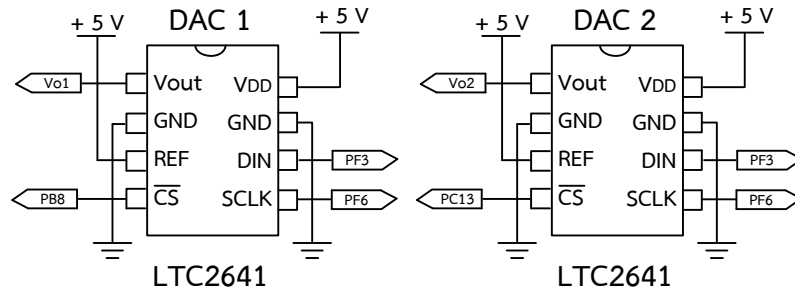 DAC 1
+ 5 V
+ 5 V
Vo1
Vout
VDD
GND
GND
REF
DIN
PF3
PB8
CS
SCLK
PF6
LTC2641
DAC 2
+ 5 V
+ 5 V
Vo2
Vout
VDD
GND
GND
REF
DIN
PF3
PC13
CS
SCLK
PF6
LTC2641